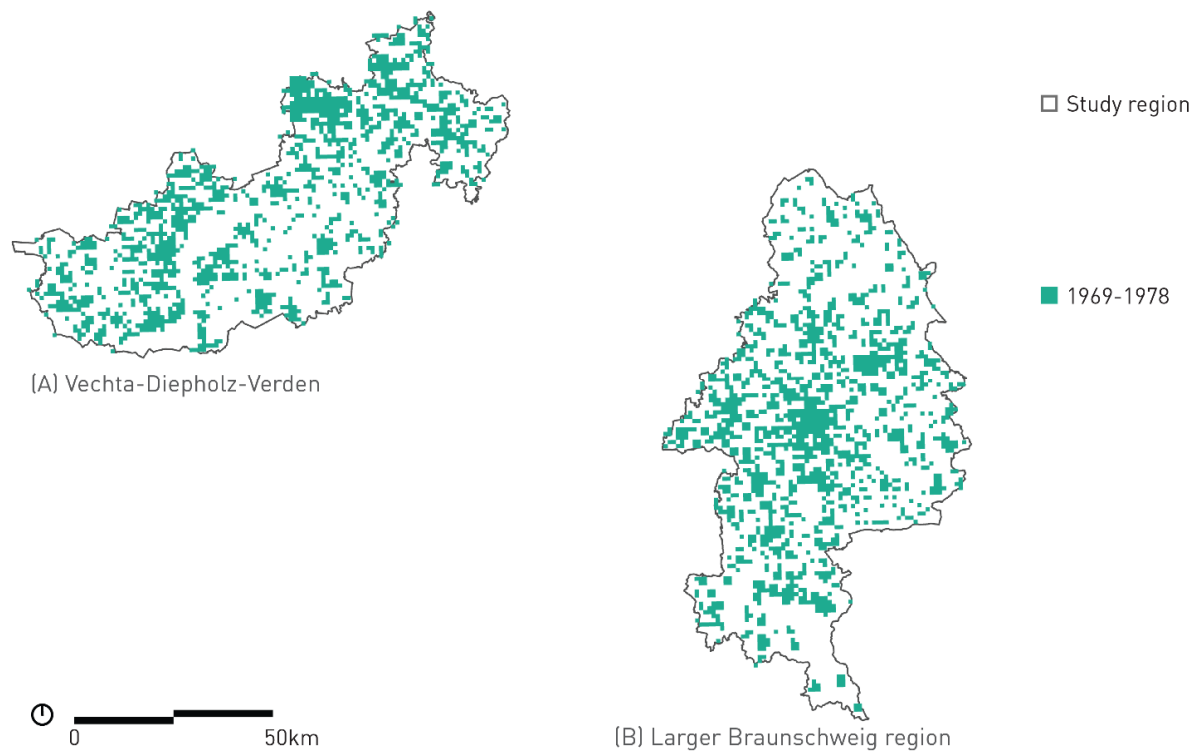 Study region
1969-1978
(A) Vechta-Diepholz-Verden
0
50km
(B) Larger Braunschweig region